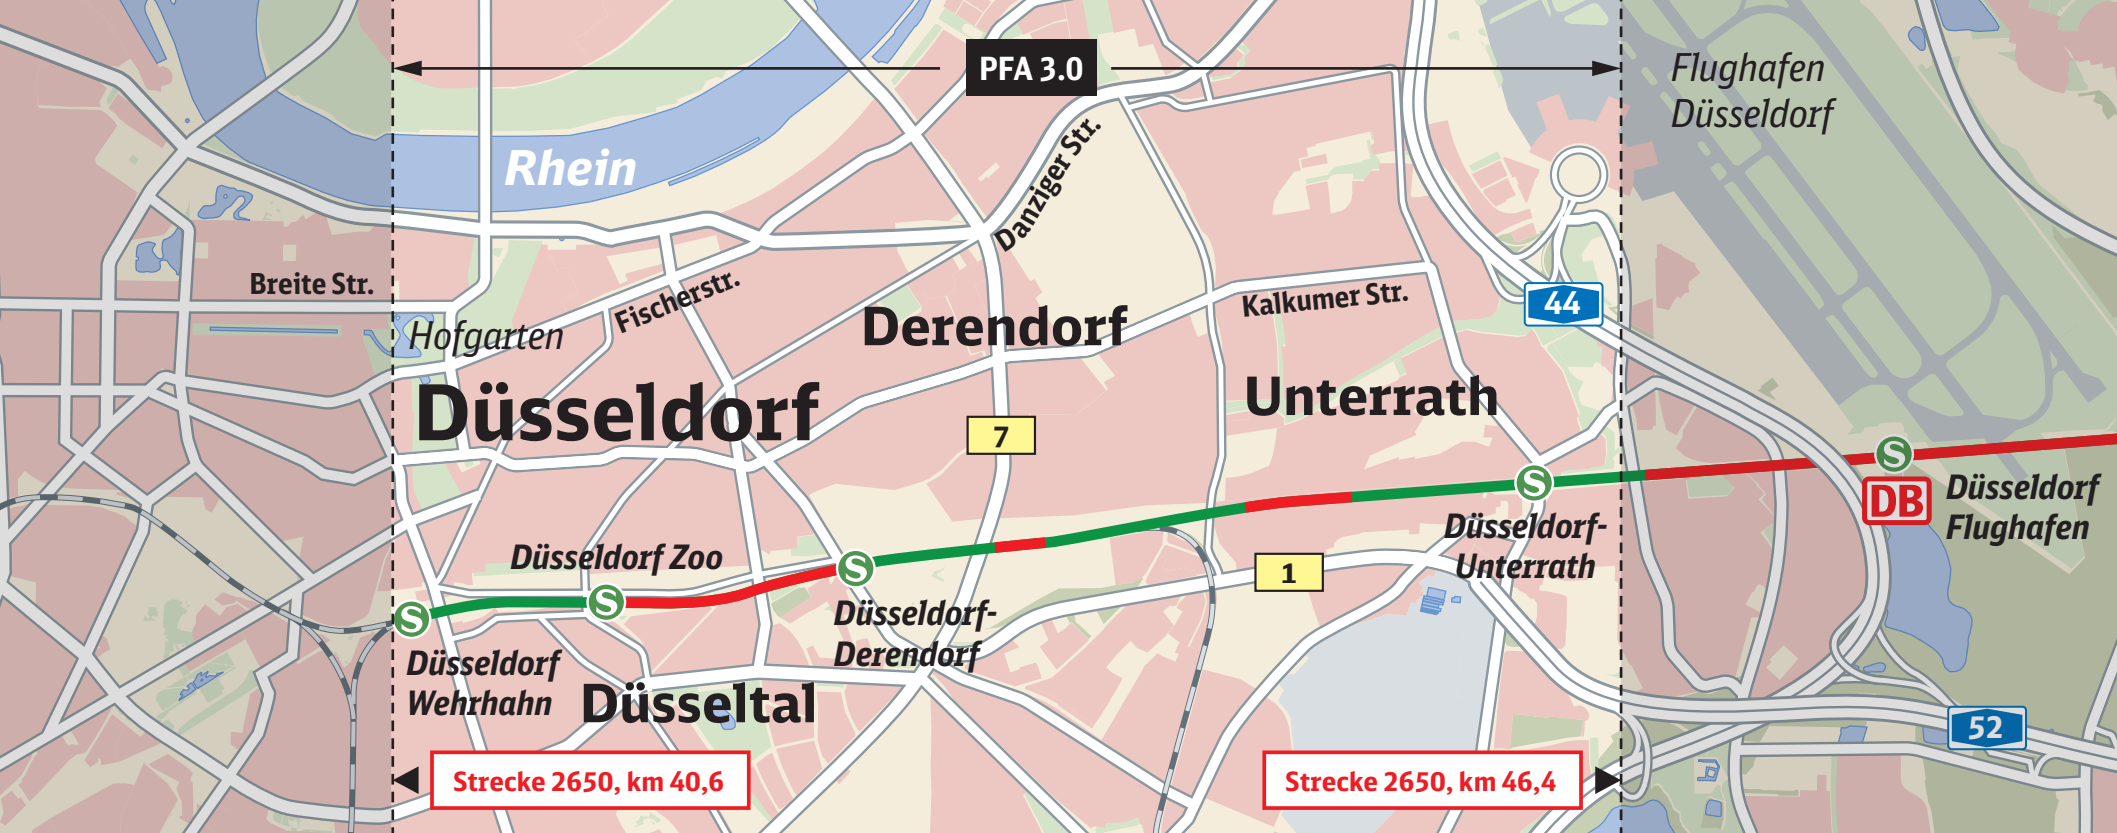 PFA 3.0
Flughafen
Düsseldorf
Rhein
Danziger Str.
Breite Str.
Fischerstr.
Kalkumer Str.
44
Hofgarten
Derendorf
Düsseldorf
Unterrath
7
S
S
DB
Düsseldorf
Flughafen
Düsseldorf-
Unterrath
Düsseldorf Zoo
S
1
S
S
Düsseldorf-
Derendorf
Düsseldorf
Wehrhahn
Düsseltal
52
Strecke 2650, km 40,6
Strecke 2650, km 46,4